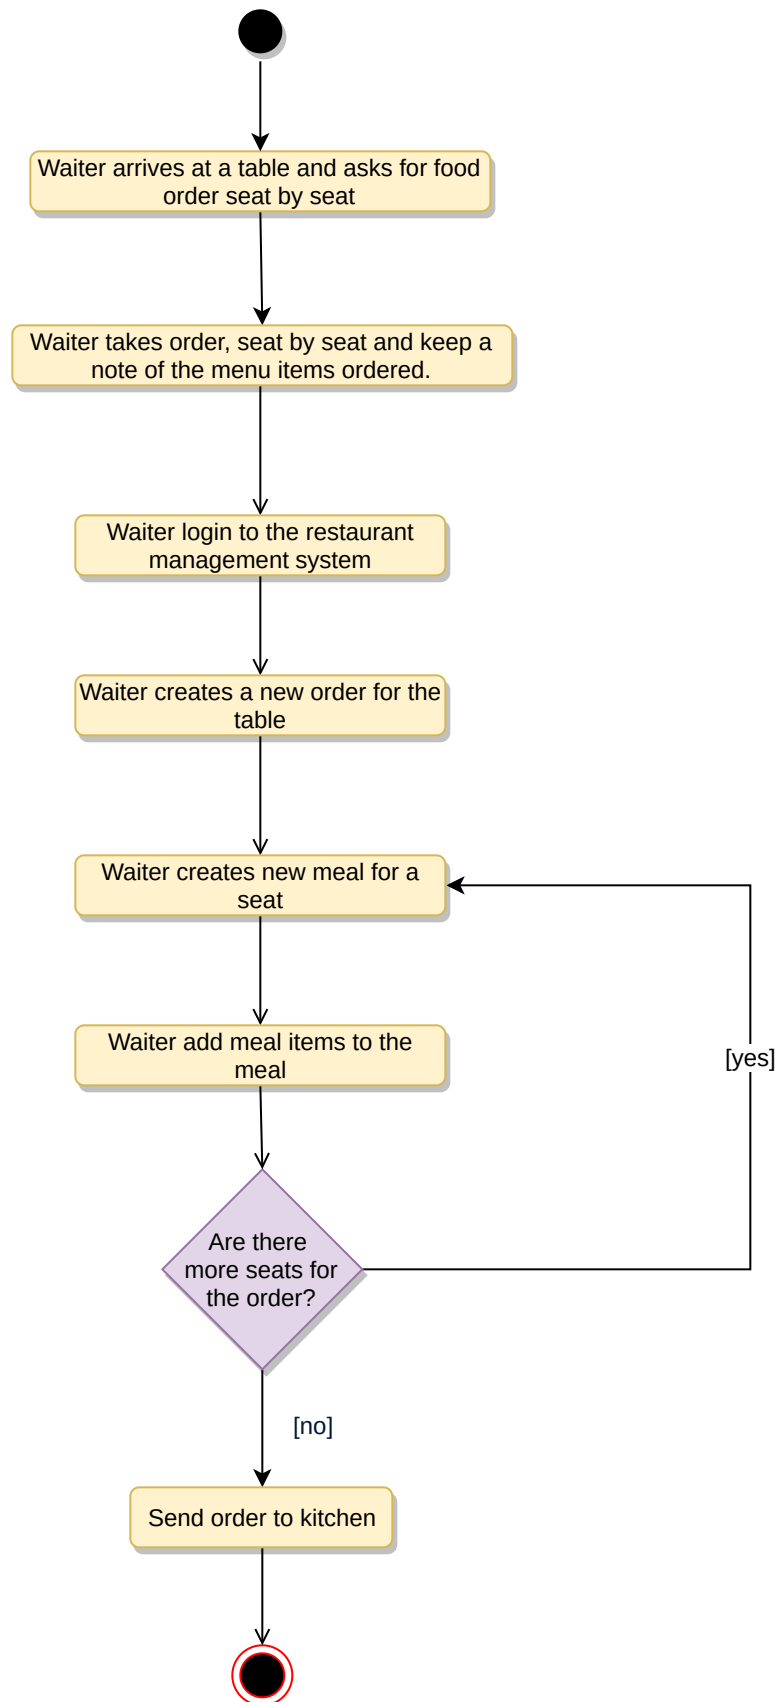 Waiter arrives at a table and asks for food
order seat by seat
Waiter takes order, seat by seat and keep a
note of the menu items ordered.
Waiter login to the restaurant
management system
Waiter creates a new order for the
table
Waiter creates new meal for a
seat
Waiter add meal items to the
meal
[yes]
Are there
more seats for
the order?
[no]
Send order to kitchen